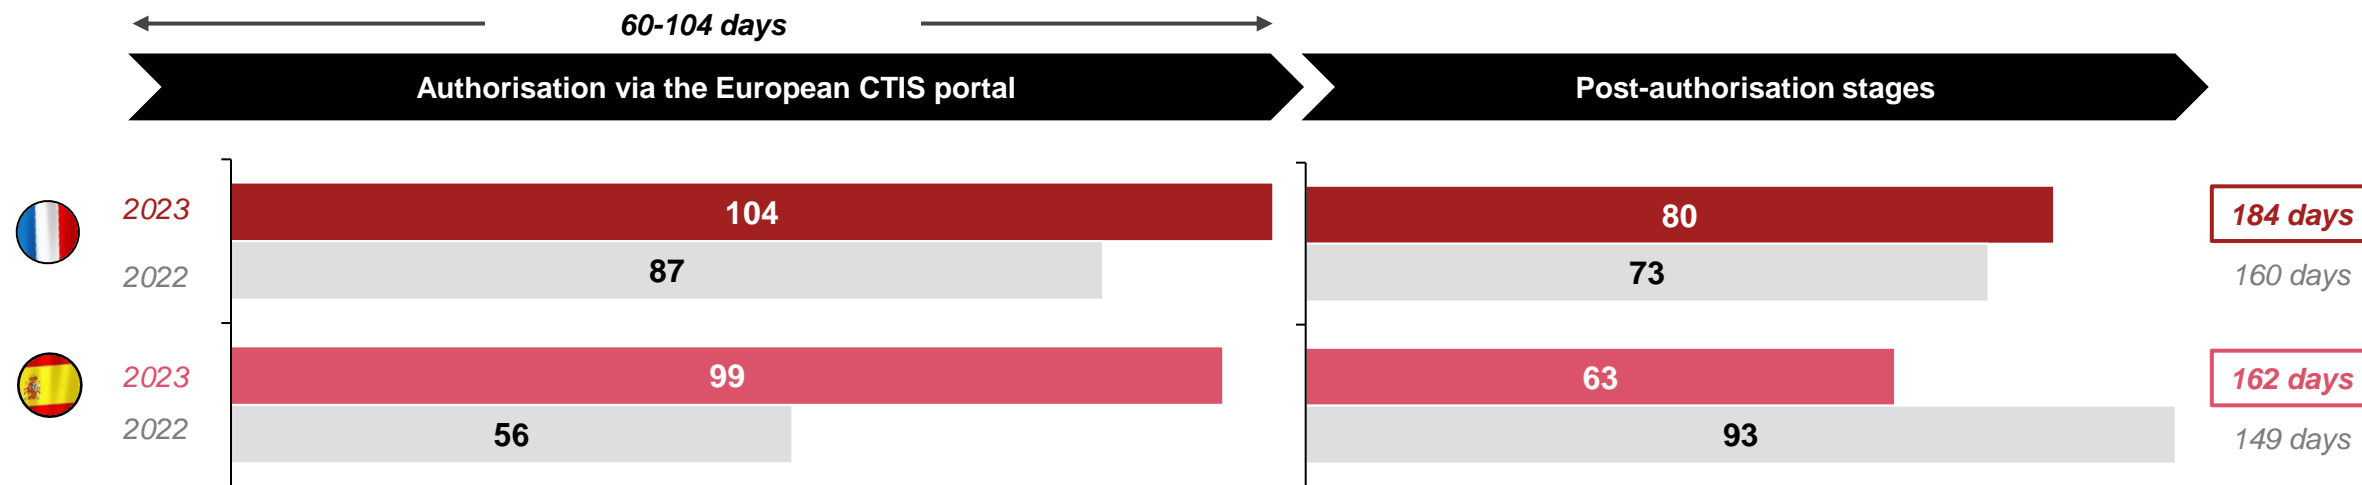 60-104 days
Authorisation via the European CTIS portal
Post-authorisation stages
2023
104
80
184 days
2022
87
73
160 days
2023
99
63
162 days
2022
56
93
149 days